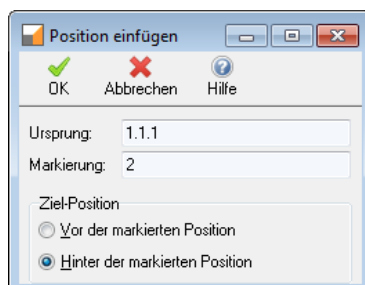 Position einfügen
OK Abbrechen Hilfe
Ursprung: 1.1.1
Markierung: 2
Ziel-Position
Vor der markierten Position
Hinter der markierten Position